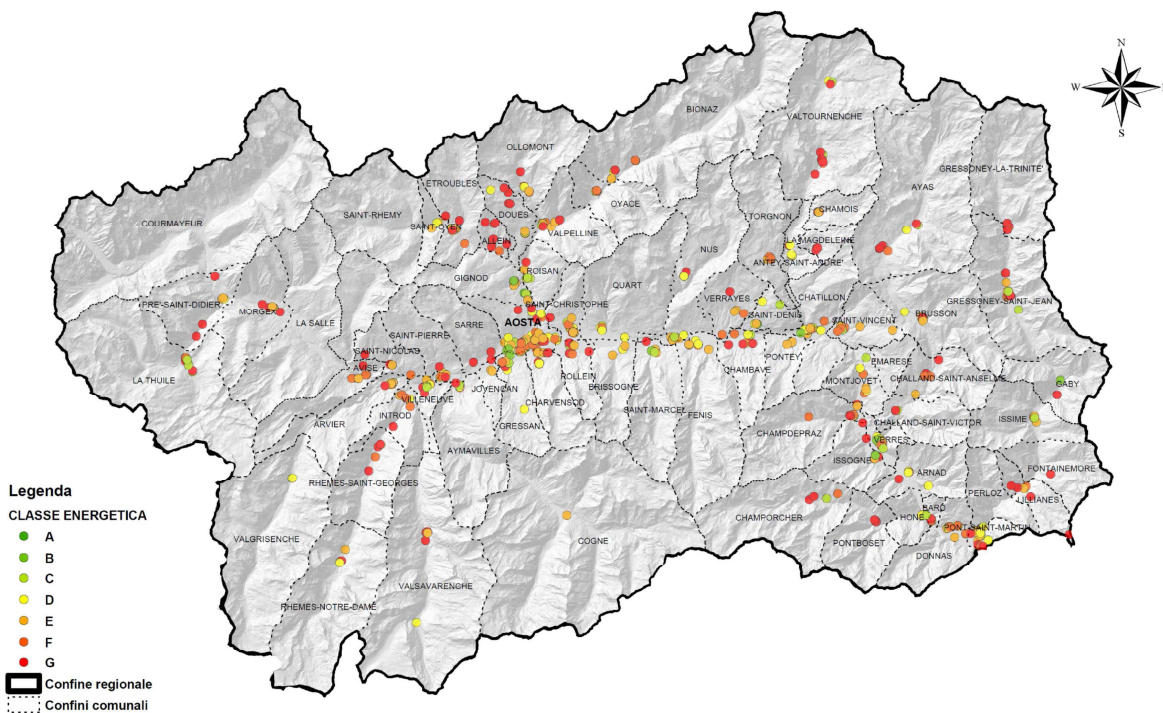 N
W
S
BIONAZ
VALTOURNENCHE
OLLOMONT
GRESSONEY-LA-TRINITE'
ETROUBLES
AYAS
SAINT-RHEMY
OYACE
CHAMOIS
DOUES
TORGNON
COURMAYEUR
SAINT-OYEN
VALPELLINE
ALLEIN
LA-MAGDELEINE
NUS
ANTEY-SAINT-ANDRE'
ROISAN
GIGNOD
QUART
PRE-SAINT-DIDIER
VERRAYES
CHATILLON
GRESSONEY-SAINT-JEAN
SAINT-CHRISTOPHE
MORGEX
SAINT-DENIS
BRUSSON
LA SALLE
AOSTA
SAINT-VINCENT
SARRE
SAINT-PIERRE
SAINT-NICOLAS
PONTEY
EMARESE
AVISE
CHAMBAVE
LA THUILE
ROLLEIN
CHALLAND-SAINT-ANSELME
MONTJOVET
GABY
JOVENCAN
BRISSOGNE
VILLENEUVE
CHARVENSOD
SAINT-MARCEL
FENIS
INTROD
ISSIME
ARVIER
GRESSAN
CHALLAND-SAINT-VICTOR
CHAMPDEPRAZ
VERRES
AYMAVILLES
ISSOGNE
FONTAINEMORE
ARNAD
RHEMES-SAINT-GEORGES
PERLOZ
LILLIANES
BARD
CHAMPORCHER
HONE
PONT-SAINT-MARTIN
VALGRISENCHE
COGNE
PONTBOSET
DONNAS
VALSAVARENCHE
RHEMES-NOTRE-DAME
Legenda
CLASSE ENERGETICA
A
B
C
D
E
F
G
Confine regionale
Confini comunali